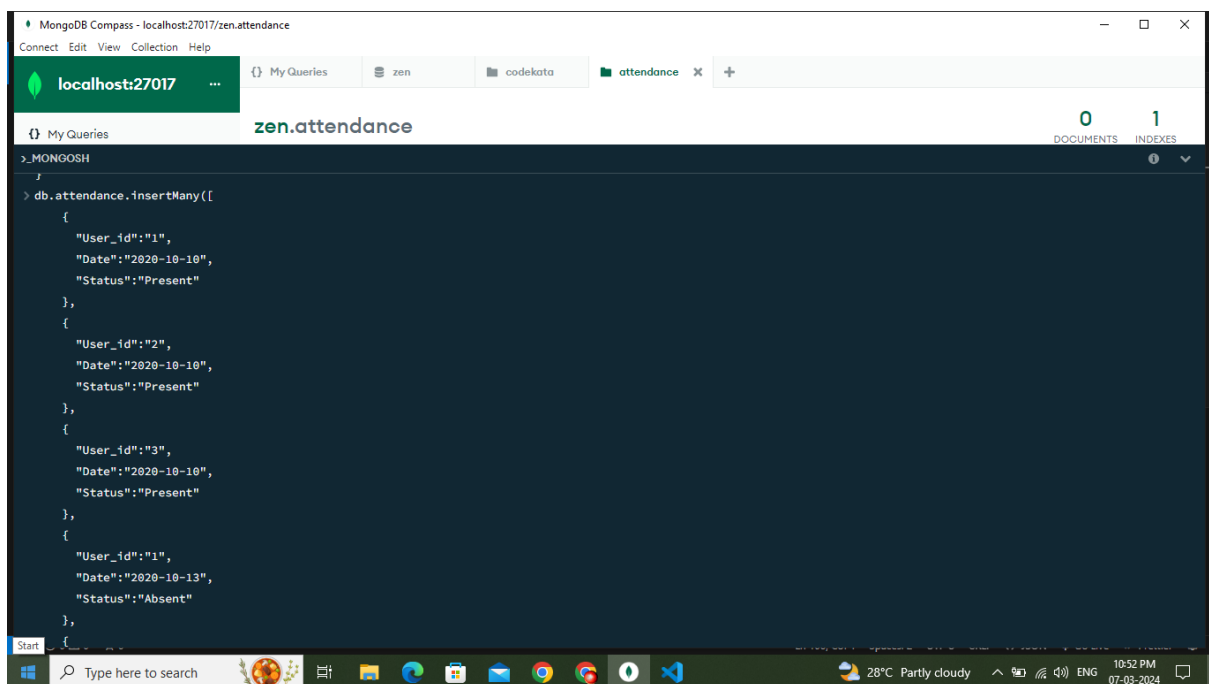 MongoDB Compass - localhost:27017/zen.attendance
Connect Edit View Collection Help
localhost:27017 ...
{} My Queries
zen
codekata
attendance
{} My Queries
zen.attendance
0
DOCUMENTS
1
INDEXES
>_MONGOSH
}
> db.attendance.insertMany([
{
"User_id":"1",
"Date":"2020-10-10",
"Status":"Present"
},
{
"User_id":"2",
"Date":"2020-10-10",
"Status":"Present"
},
{
"User_id":"3",
"Date":"2020-10-10",
"Status":"Present"
},
{
"User_id":"1",
"Date":"2020-10-13",
"Status":"Absent"
},
{
Start
Type here to search
28°C Partly cloudy
ENG
10:52 PM
07-03-2024